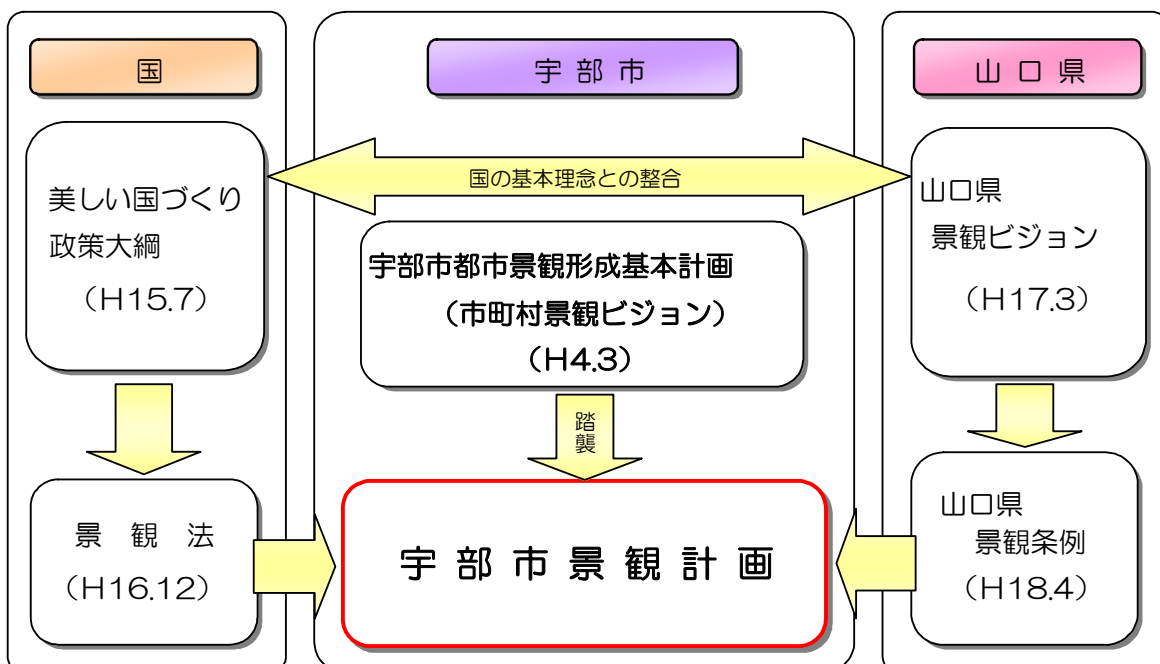 国
美しい国づくり
政策大綱
（H15.7）
景観法
（H16.12）
宇部市
国の基本理念との整合
宇部市都市景観形成基本計画
（市町村景観ビジョン）
（H4.3）
踏襲
宇部市景観計画
山口県
山口県
景観ビジョン
（H17.3）
山口県
景観条例
（H18.4）